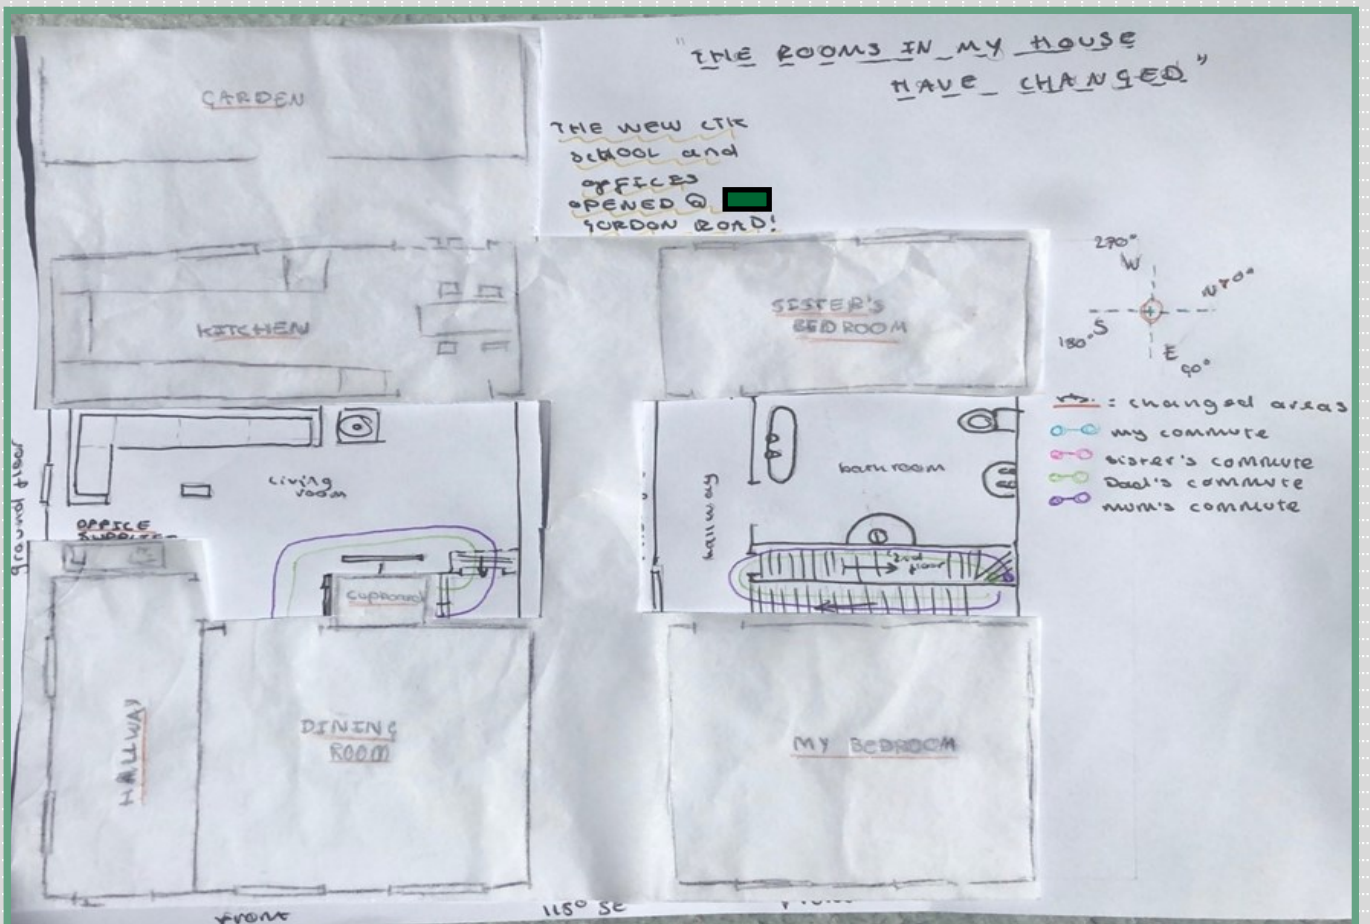 "THE ROOMS IN MY HOUSE
HAVE CHANGED"
GARDEN
THE NEW CTK
SCHOOL and
OFFICES
OPENED @
GORDON ROAD!
KITCHEN
SISTER'S
BEDROOM
270°
W
N
180° S
E
90°
: changed areas
my commute
sister's commute
Dad's commute
mum's commute
ground floor
living
room
OFFICE
cupboard
HALLWAY
DINING
ROOM
hallway
bathroom
2nd
floor
MY BEDROOM
FRONT
115° SE